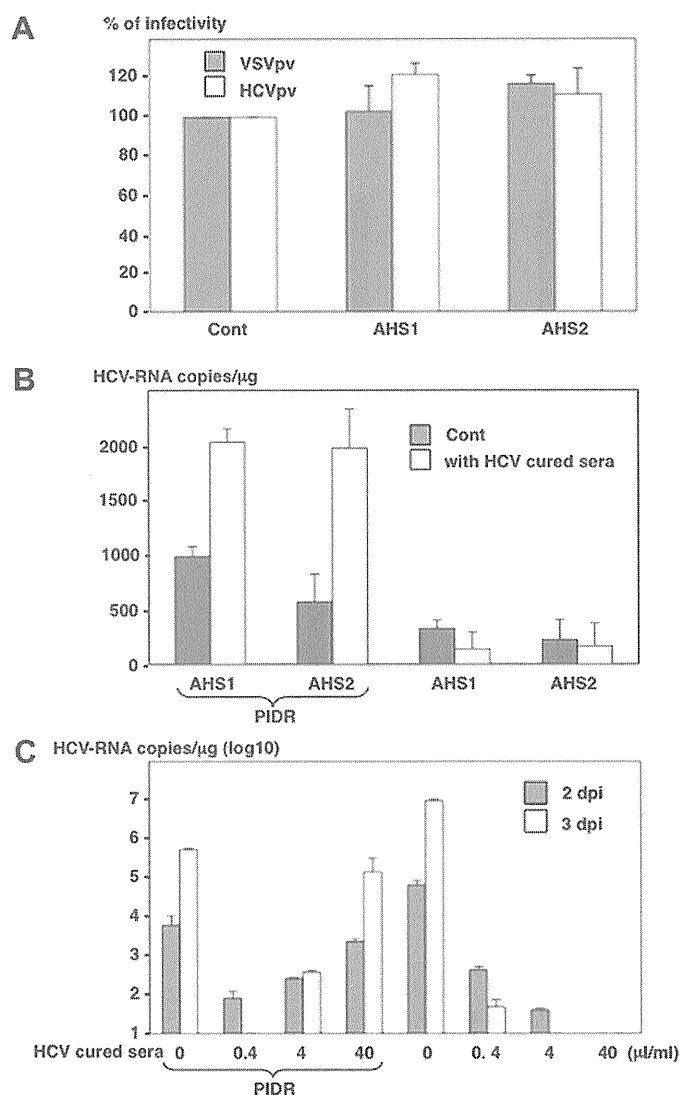 A
% of infectivity
VSVpv
HCVpv
120
100
80
60
40
20
0
Cont AHS1 AHS2
B
HCV-RNA copies/μg
Cont
with HCV cured sera
2000
1500
1000
500
0
AHS1 AHS2 AHS1 AHS2
PIDR
C
HCV-RNA copies/μg (log10)
2 dpi
3 dpi
7
6
5
4
3
2
1
HCV cured sera 0 0.4 4 40 0 0. 4 4 40 (μl/ml)
PIDR